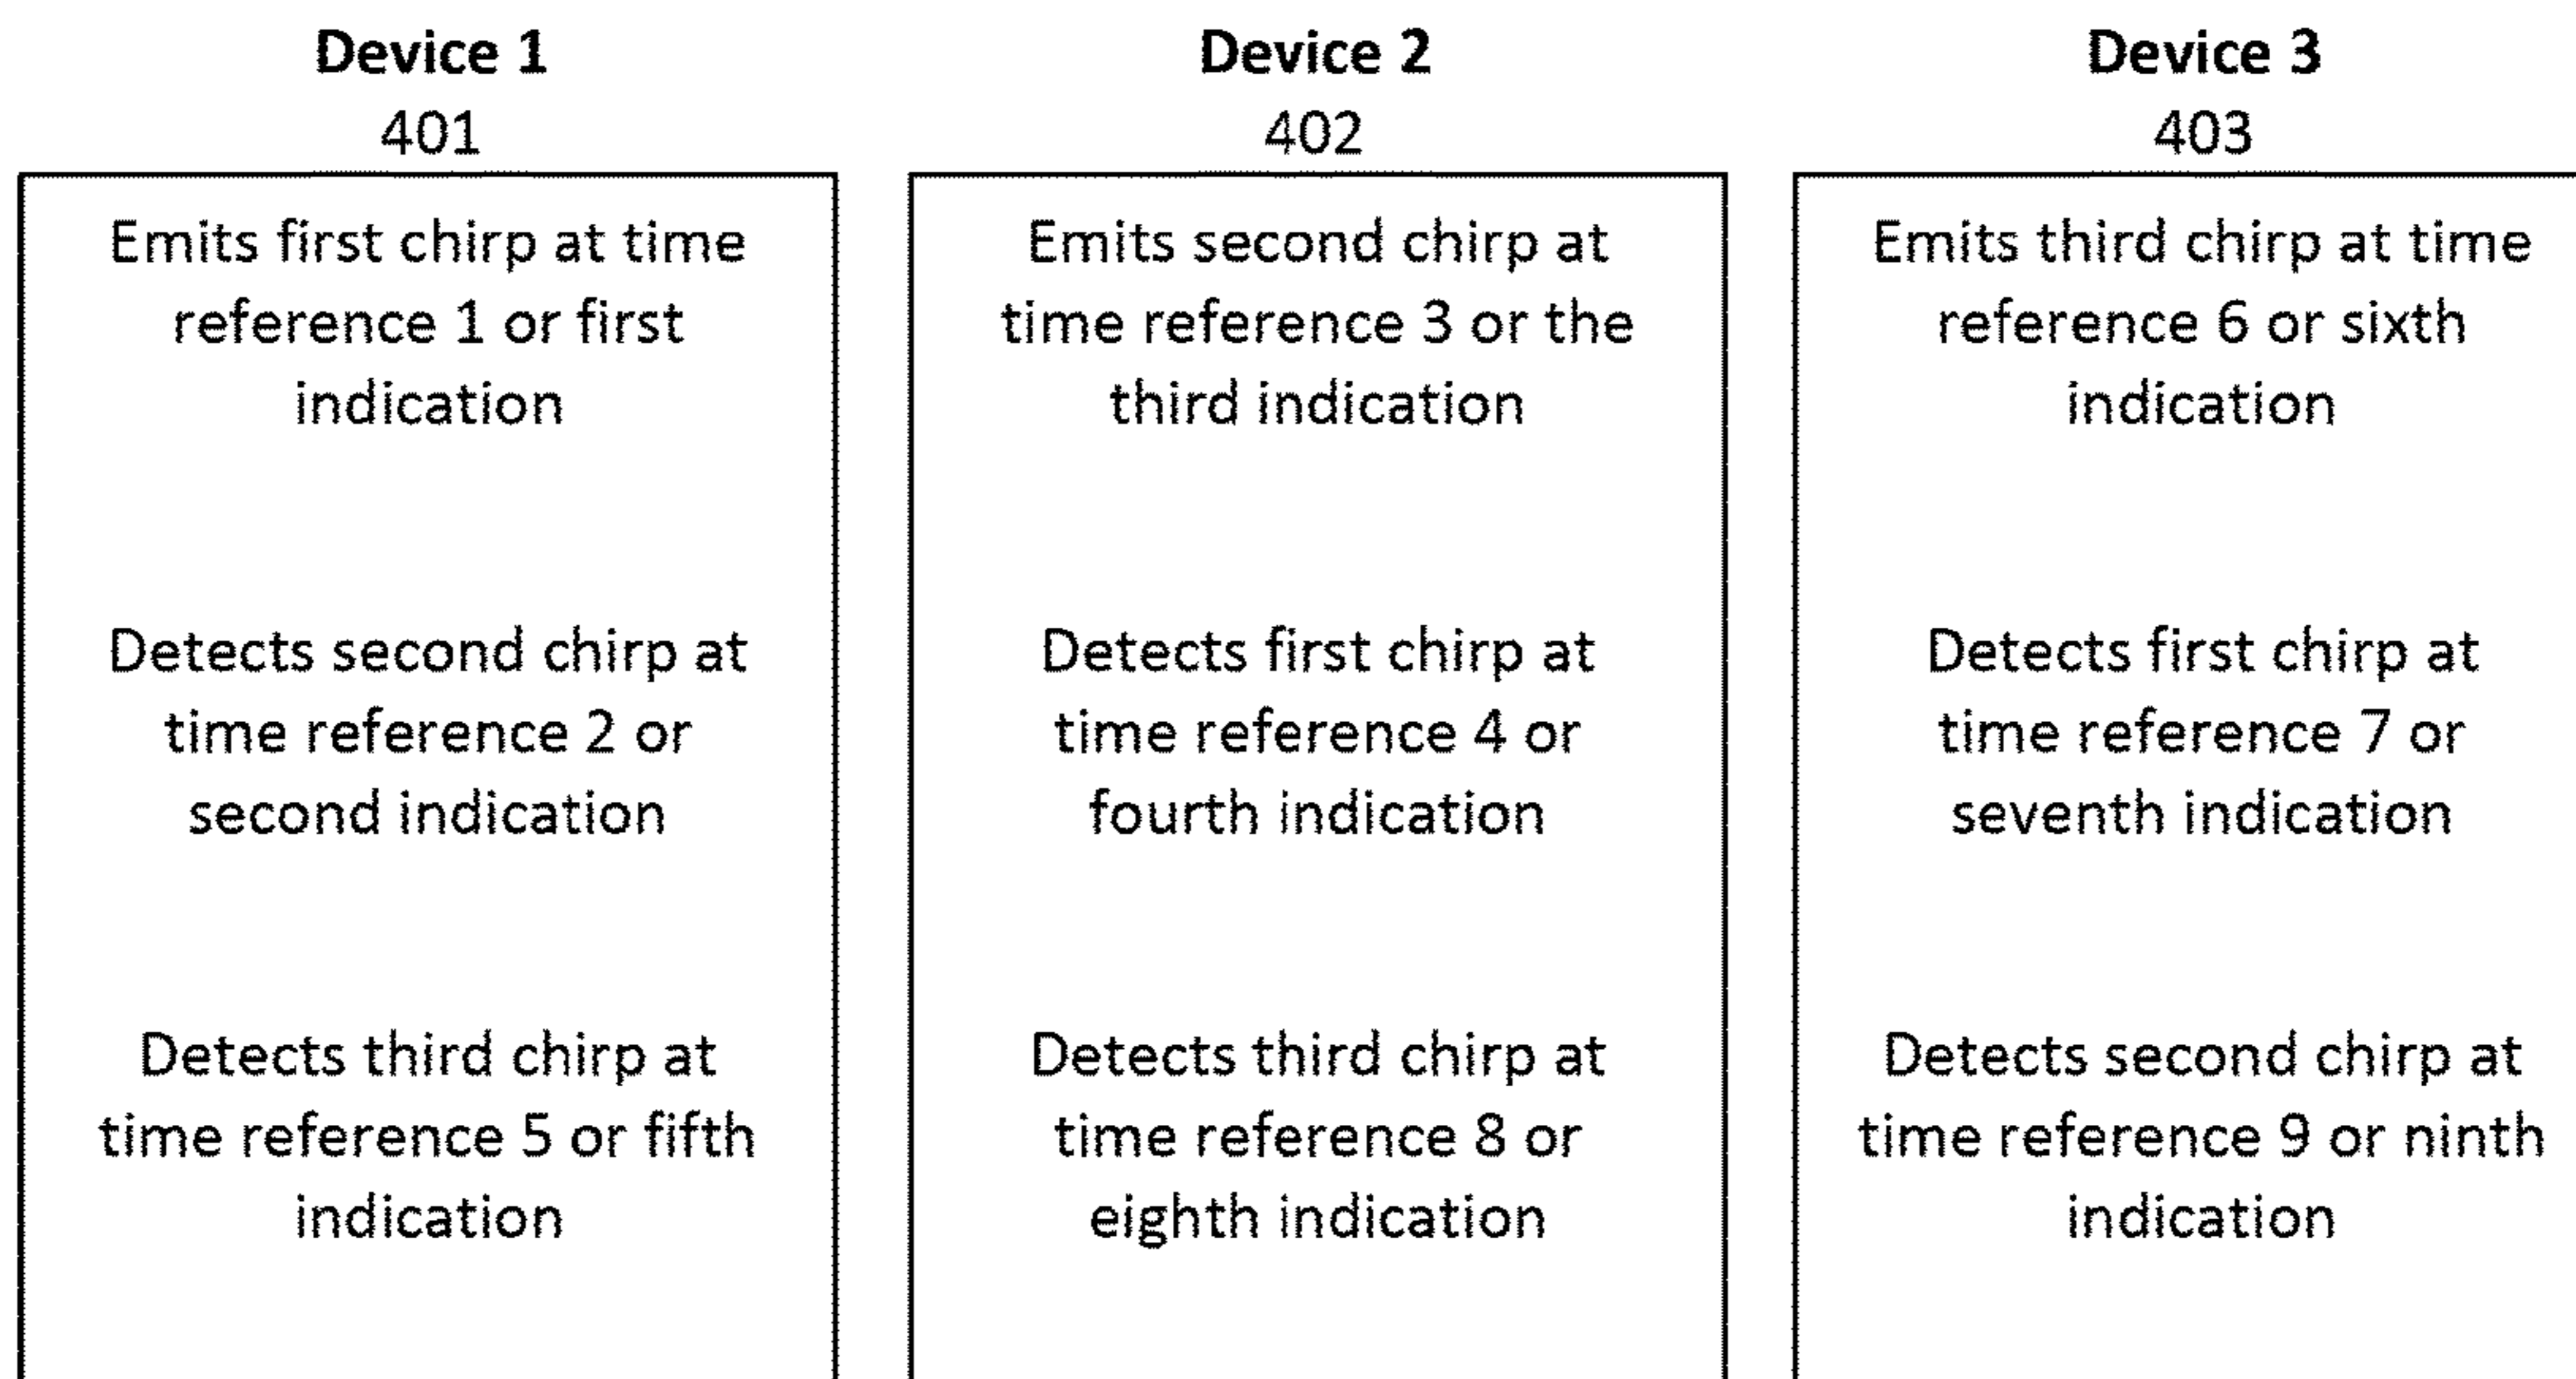 Device 1
401
Emits first chirp at time
reference 1 or first
indication
Detects second chirp at
time reference 2 or
second indication
Detects third chirp at
time reference 5 or fifth
indication
Device 2
402
Emits second chirp at
time reference 3 or the
third indication
Detects first chirp at
time reference 4 or
fourth indication
Detects third chirp at
time reference 8 or
eighth indication
Device 3
403
Emits third chirp at time
reference 6 or sixth
indication
Detects first chirp at
time reference 7 or
seventh indication
Detects second chirp at
time reference 9 or ninth
indication